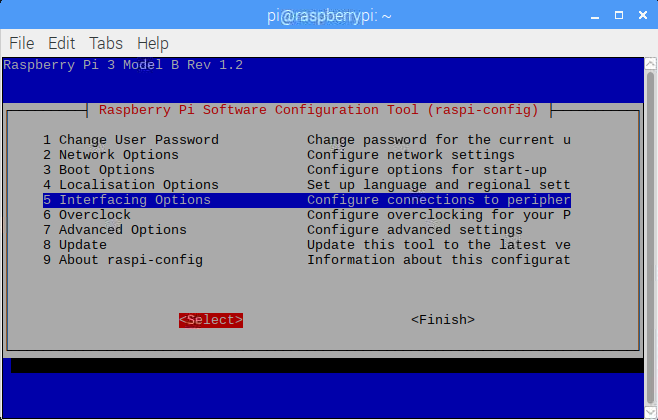 pi@raspberrypi: ~
File Edit Tabs Help
Raspberry Pi 3 Model B Rev 1.2
Raspberry Pi Software Configuration Tool (raspi-config)
1 Change User Password Change password for the current u
2 Network Options Configure network settings
3 Boot Options Configure options for start-up
4 Localisation Options Set up language and regional sett
5 Interfacing Options Configure connections to peripher
6 Overclock Configure overclocking for your P
7 Advanced Options Configure advanced settings
8 Update Update this tool to the latest ve
9 About raspi-config Information about this configurat
<Select> <Finish>